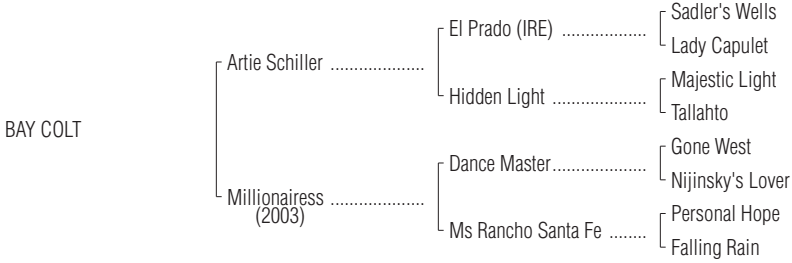 Sadler's Wells
El Prado (IRE) ...................
Lady Capulet
Artie Schiller .....................
Majestic Light
Hidden Light .....................
Tallahto
BAY COLT
Gone West
Dance Master.....................
Nijinsky's Lover
Millionairess .....................
(2003)
Personal Hope
Ms Rancho Santa Fe ........
Falling Rain